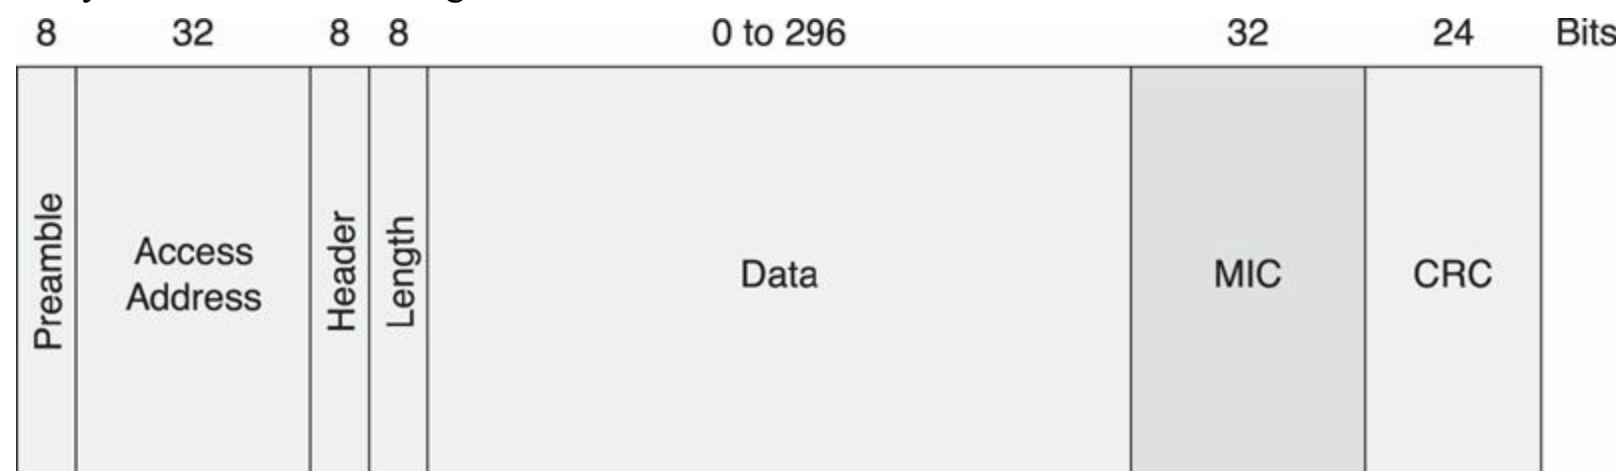 8 32 8 8 0 to 296 32 24 Bits
Preamble
Access
Address
Header
Length
Data
MIC
CRC